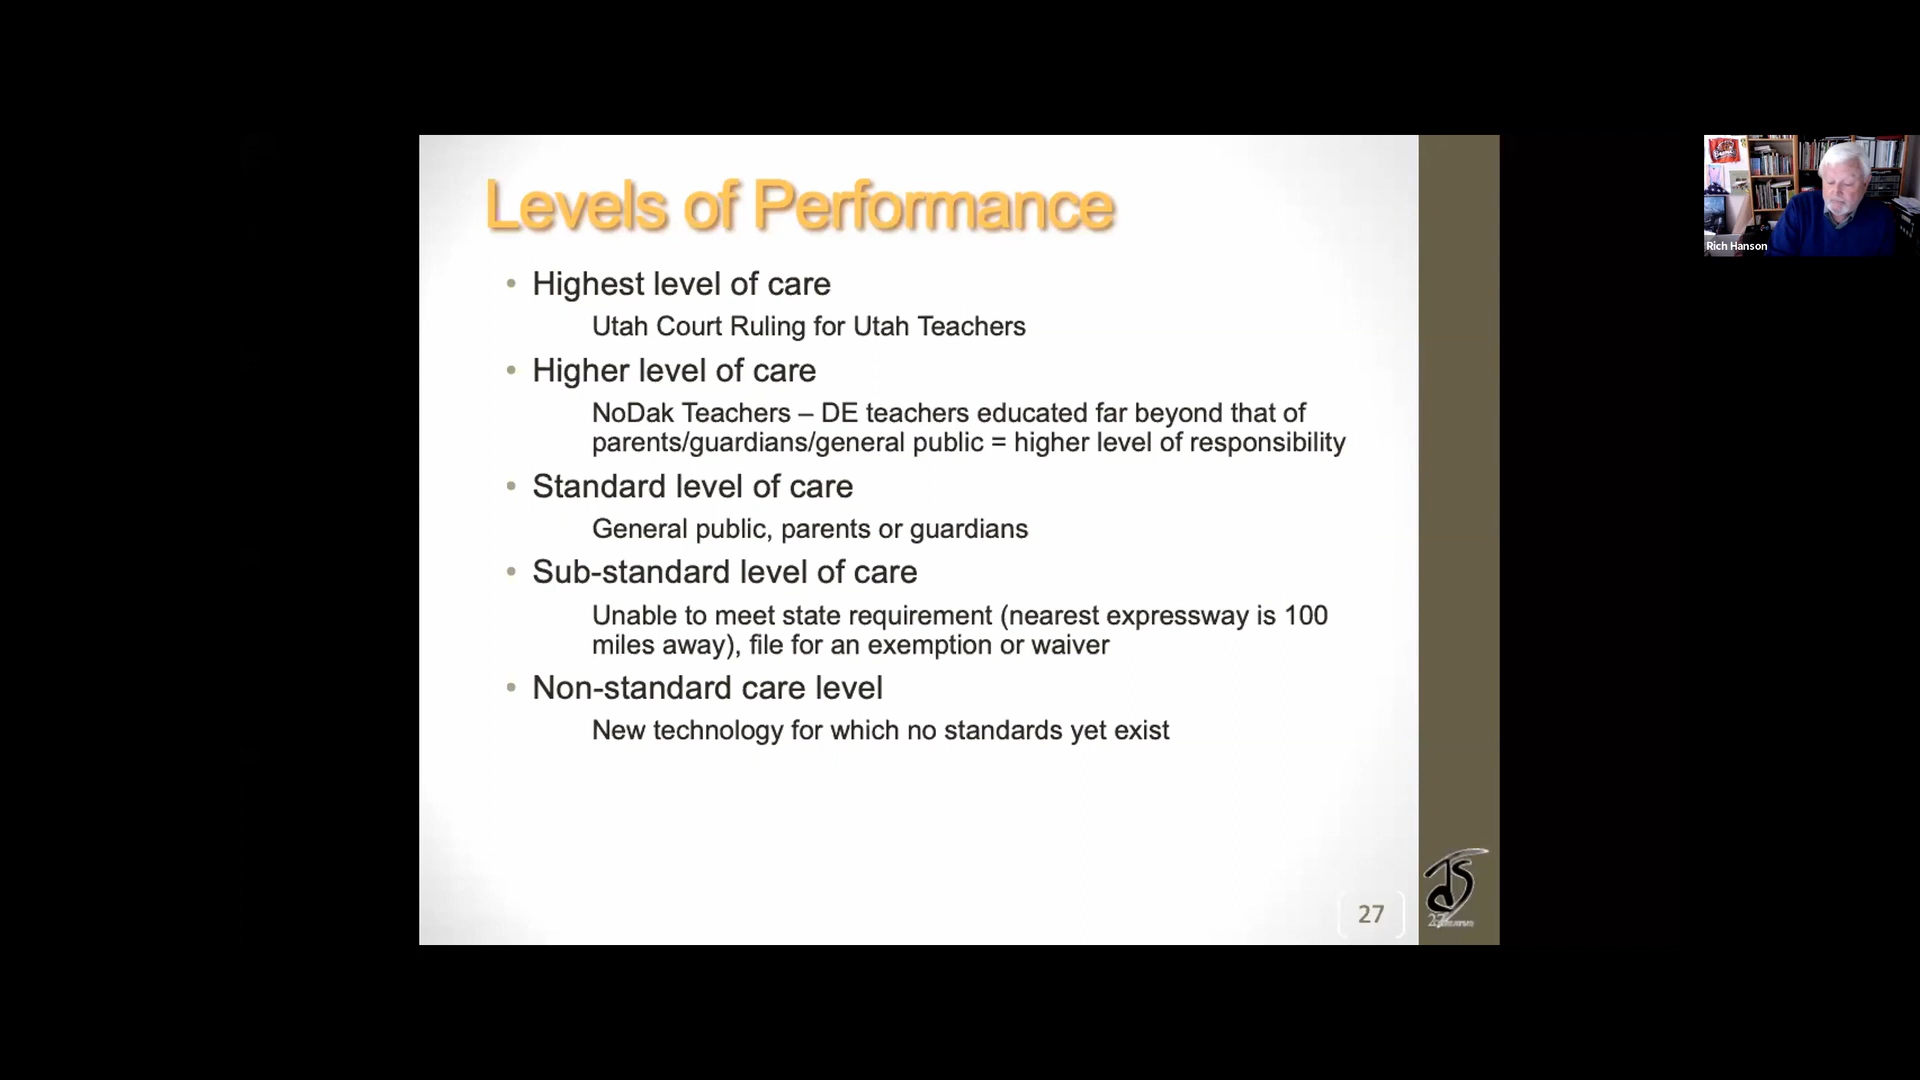 Levels of Performance
• Highest level of care
Utah Court Ruling for Utah Teachers
• Higher level of care
NoDak Teachers – DE teachers educated far beyond that of
parents/guardians/general public = higher level of responsibility
• Standard level of care
General public, parents or guardians
• Sub-standard level of care
Unable to meet state requirement (nearest expressway is 100
miles away), file for an exemption or waiver
• Non-standard care level
New technology for which no standards yet exist
27
Rich Hanson